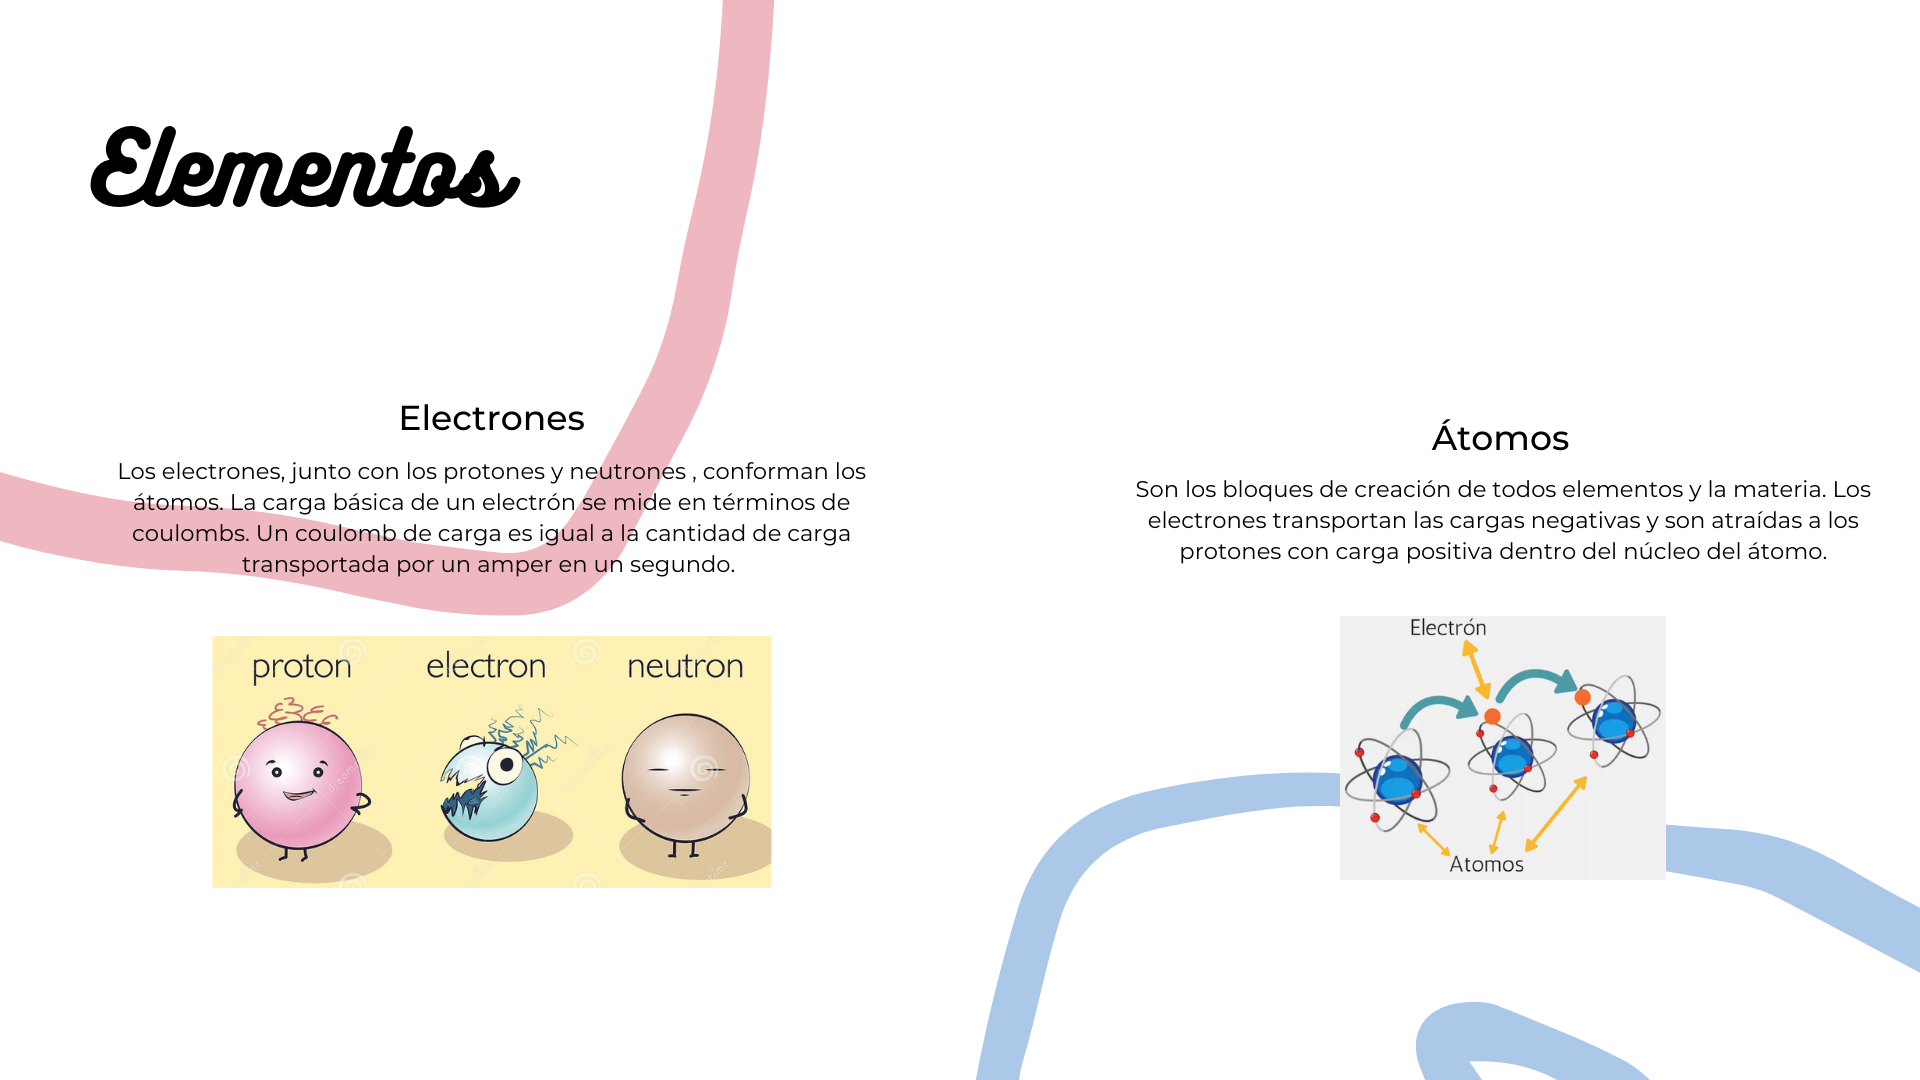 Elementos
Electrones
Los electrones, junto con los protones y neutrones , conforman los
átomos. La carga básica de un electrón se mide en términos de
coulombs. Un coulomb de carga es igual a la cantidad de carga
transportada por un amper en un segundo.
proton electron neutron
Átomos
Son los bloques de creación de todos elementos y la materia. Los
electrones transportan las cargas negativas y son atraídas a los
protones con carga positiva dentro del núcleo del átomo.
Electrón
Atomos